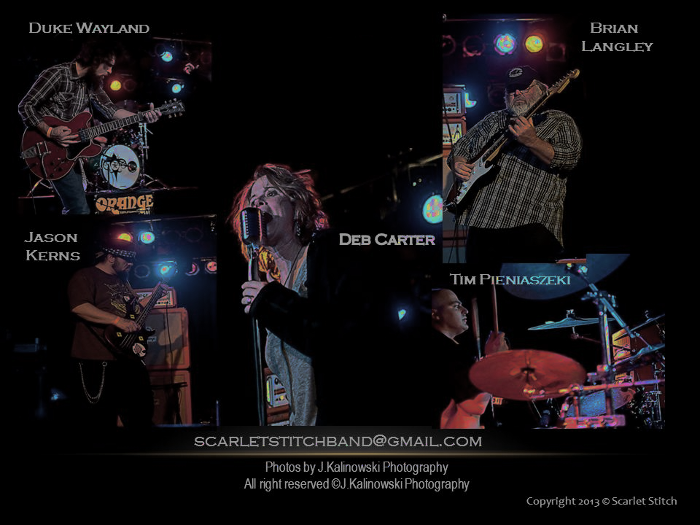 Duke Wayland
Brian
Langley
ORANGE
Jason
Kerns
Deb Carter
Tim Pieniaszeki
scarletstitchband@gmail.com
Photos by J.Kalinowski Photography
All right reserved ©J.Kalinowski Photography
Copyright 2013 © Scarlet Stitch